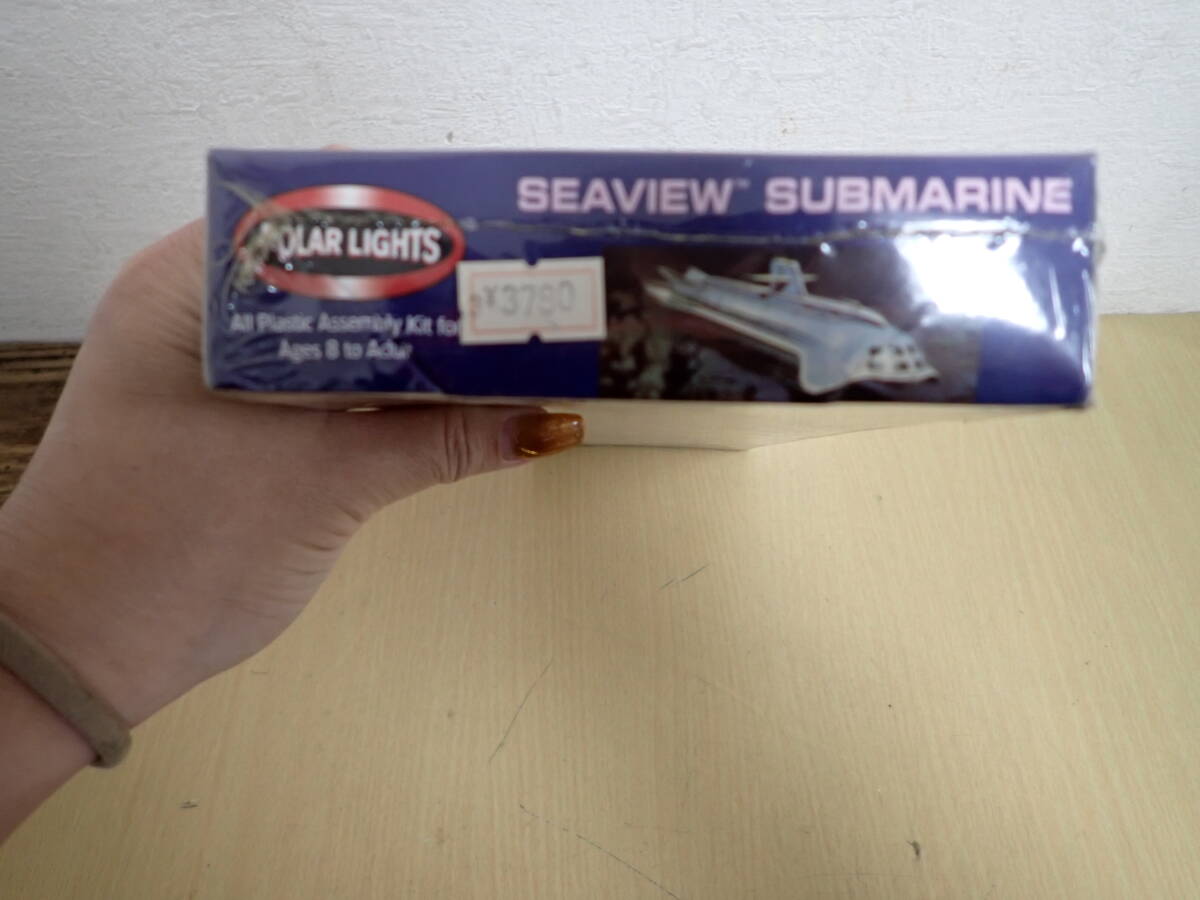 SEAVIEW™ SUBMARINE
POLAR LIGHTS
¥3780
All Plastic Assembly Kit for
Ages 8 to Adult